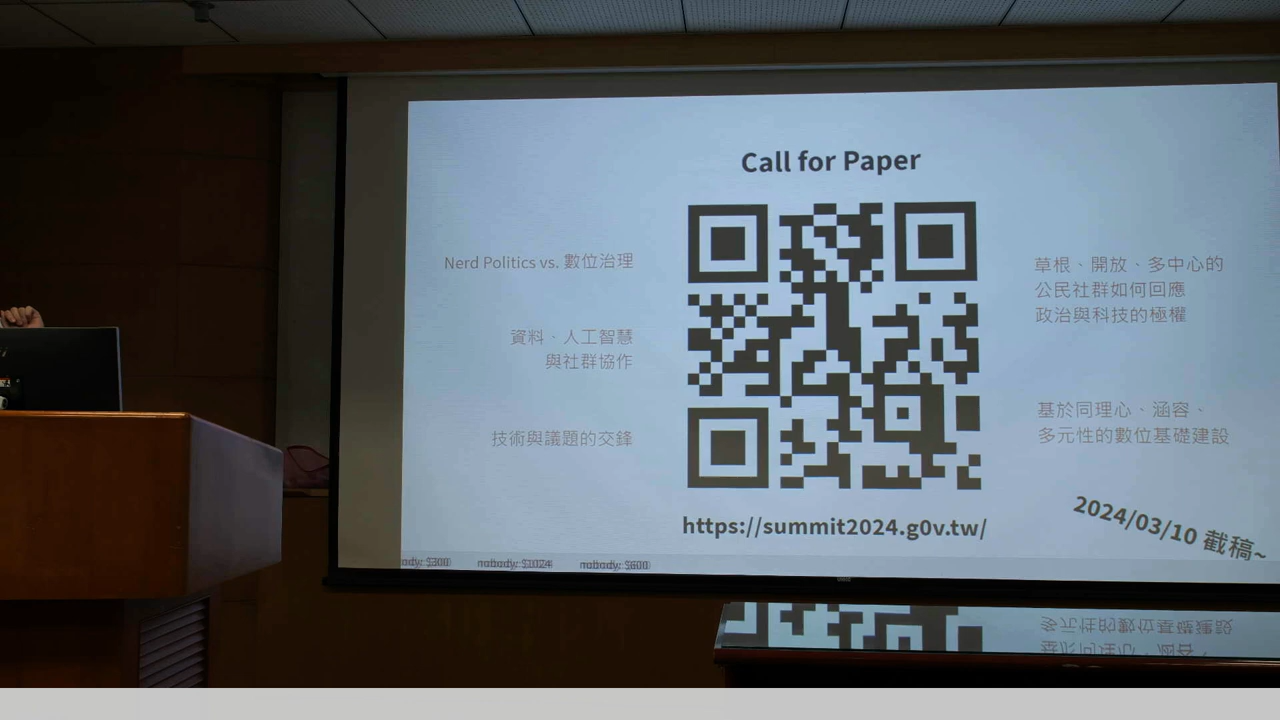 Call for Paper
Nerd Politics vs. 數位治理
資料、人工智慧
與社群協作
技術與議題的交鋒
草根、開放、多中心的
公民社群如何回應
政治與科技的極權
基於同理心、涵容、
多元性的數位基礎建設
https://summit2024.g0v.tw/
2024/03/10 截稿~
ody: $300 nobody: $1024 nobody: $600